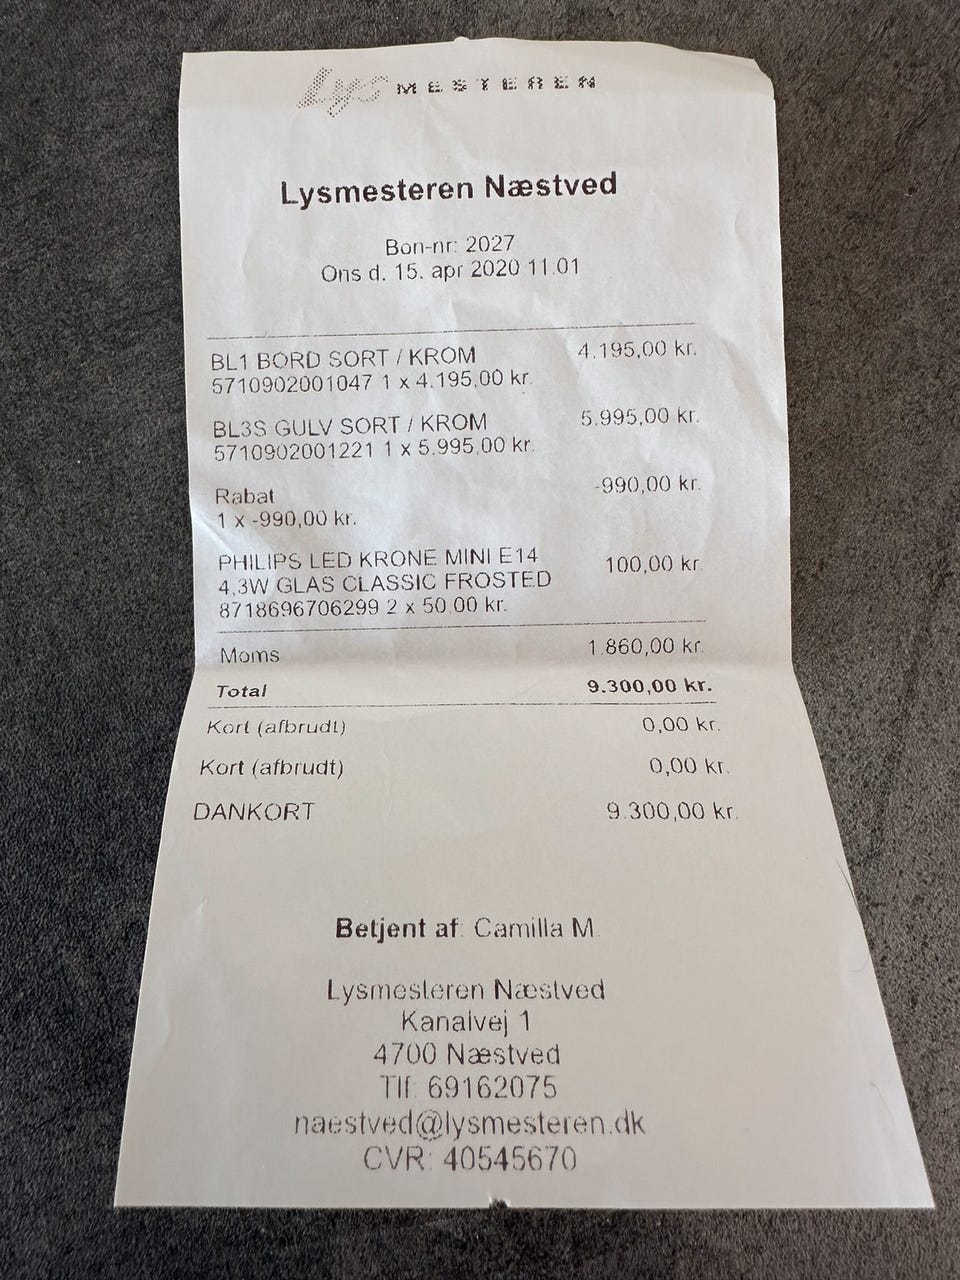 Lys MESTEREN
Lysmesteren Næstved
Bon-nr: 2027
Ons d. 15. apr 2020 11.01
BL1 BORD SORT / KROM 4.195,00 kr.
5710902001047 1 x 4.195,00 kr.
BL3S GULV SORT / KROM 5.995,00 kr.
5710902001221 1 x 5.995,00 kr.
Rabat -990,00 kr.
1 x -990,00 kr.
PHILIPS LED KRONE MINI E14 100,00 kr.
4,3W GLAS CLASSIC FROSTED
8718696706299 2 x 50,00 kr.
Moms 1.860,00 kr.
Total 9.300,00 kr.
Kort (afbrudt) 0,00 kr.
Kort (afbrudt) 0,00 kr.
DANKORT 9.300,00 kr.
Betjent af: Camilla M.
Lysmesteren Næstved
Kanalvej 1
4700 Næstved
Tlf: 69162075
naestved@lysmesteren.dk
CVR: 40545670